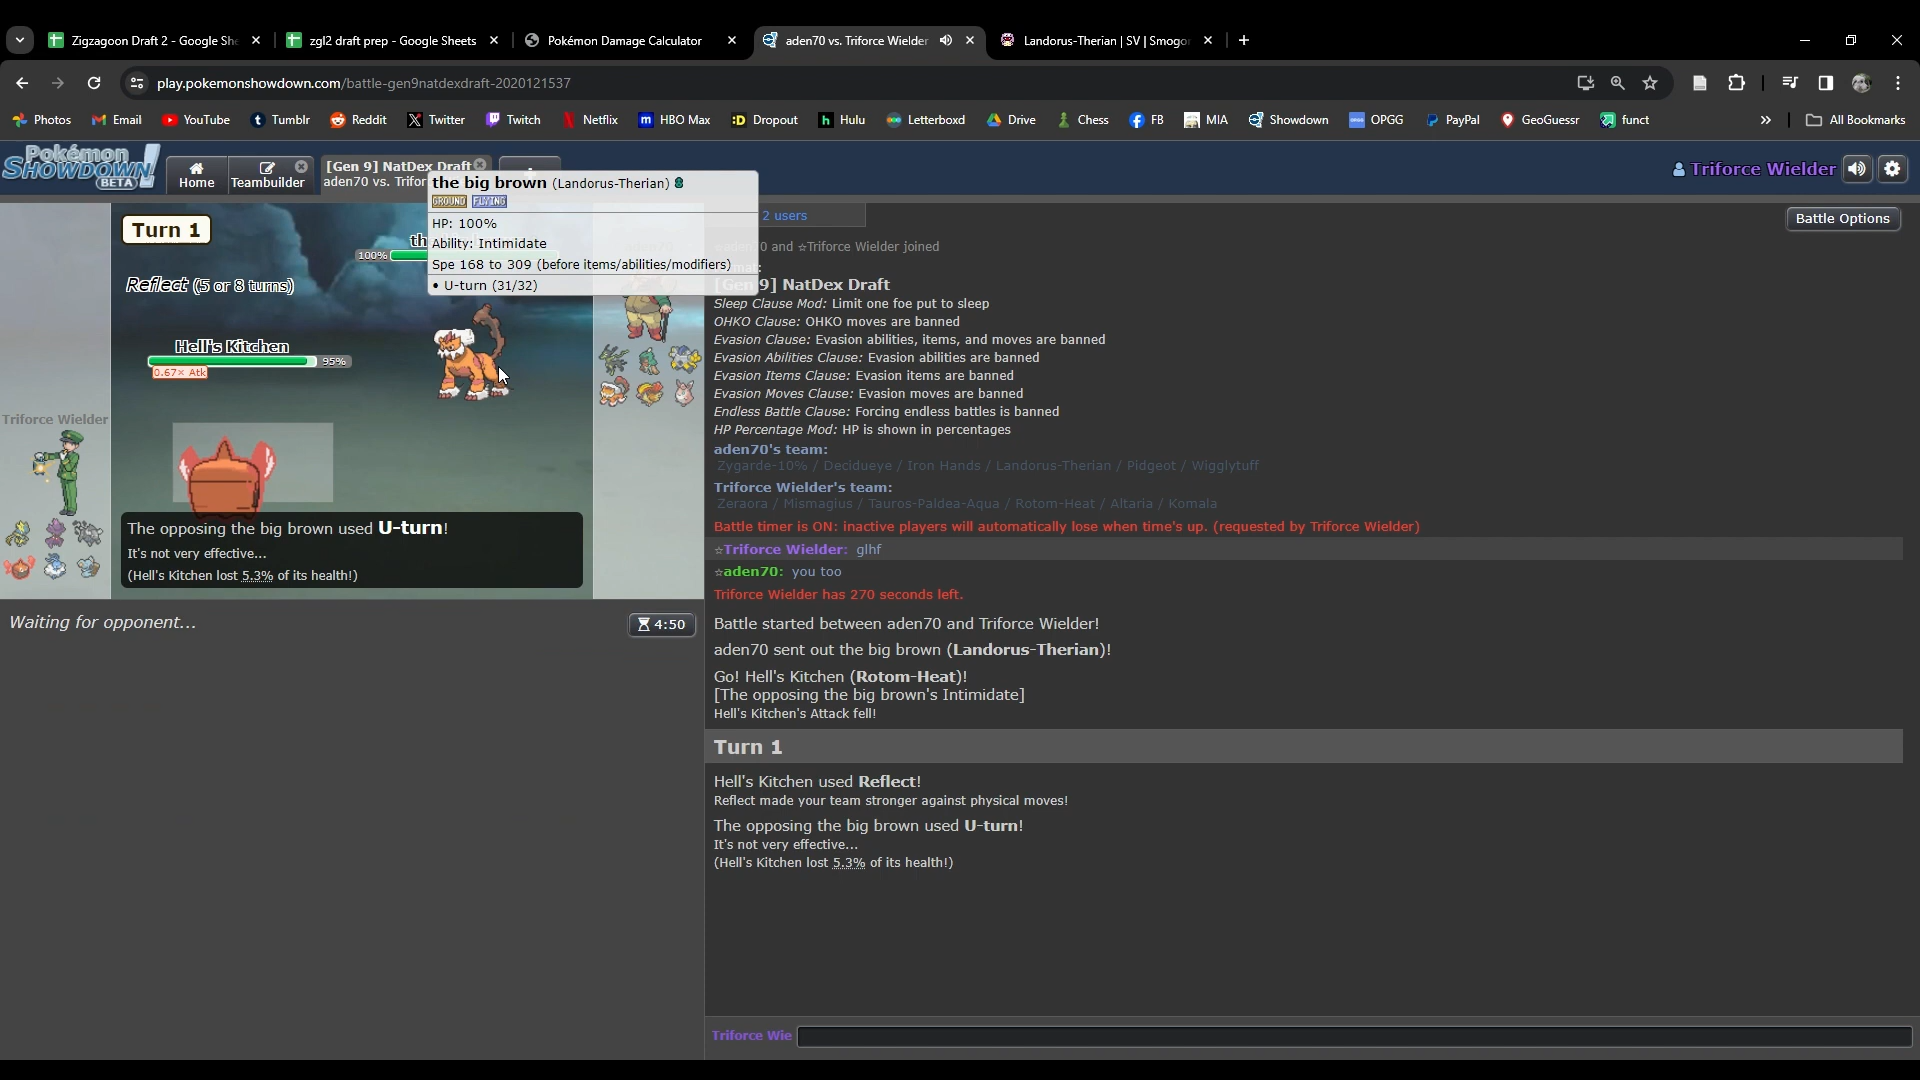 Zigzagoon Draft 2 - Google She
zgl2 draft prep - Google Sheets
Pokémon Damage Calculator
aden70 vs. Triforce Wielder
Landorus-Therian | SV | Smogo
play.pokemonshowdown.com/battle-gen9natdexdraft-2020121537
Photos
Email
YouTube
Tumblr
Reddit
Twitter
Twitch
Netflix
HBO Max
Dropout
Hulu
Letterboxd
Drive
Chess
FB
MIA
Showdown
OPGG
PayPal
GeoGuessr
funct
All Bookmarks
Pokémon
SHOWDOWN!
BETA
Home
Teambuilder
[Gen 9] NatDex Draft
aden70 vs. Trifor
Triforce Wielder
the big brown (Landorus-Therian)
GROUND FLYING
HP: 100%
Ability: Intimidate
Spe 168 to 309 (before items/abilities/modifiers)
• U-turn (31/32)
Turn 1
th
100%
Reflect (5 or 8 turns)
Hell's Kitchen
95%
0.67× Atk
Triforce Wielder
The opposing the big brown used U-turn!
It's not very effective...
(Hell's Kitchen lost 5.3% of its health!)
Waiting for opponent...
4:50
2 users
Battle Options
0 and ☆Triforce Wielder joined
[Gen 9] NatDex Draft
Sleep Clause Mod: Limit one foe put to sleep
OHKO Clause: OHKO moves are banned
Evasion Clause: Evasion abilities, items, and moves are banned
Evasion Abilities Clause: Evasion abilities are banned
Evasion Items Clause: Evasion items are banned
Evasion Moves Clause: Evasion moves are banned
Endless Battle Clause: Forcing endless battles is banned
HP Percentage Mod: HP is shown in percentages
aden70's team:
Zygarde-10% / Decidueye / Iron Hands / Landorus-Therian / Pidgeot / Wigglytuff
Triforce Wielder's team:
Zeraora / Mismagius / Tauros-Paldea-Aqua / Rotom-Heat / Altaria / Komala
Battle timer is ON: inactive players will automatically lose when time's up. (requested by Triforce Wielder)
☆Triforce Wielder: glhf
☆aden70: you too
Triforce Wielder has 270 seconds left.
Battle started between aden70 and Triforce Wielder!
aden70 sent out the big brown (Landorus-Therian)!
Go! Hell's Kitchen (Rotom-Heat)!
[The opposing the big brown's Intimidate]
Hell's Kitchen's Attack fell!
Turn 1
Hell's Kitchen used Reflect!
Reflect made your team stronger against physical moves!
The opposing the big brown used U-turn!
It's not very effective...
(Hell's Kitchen lost 5.3% of its health!)
Triforce Wie